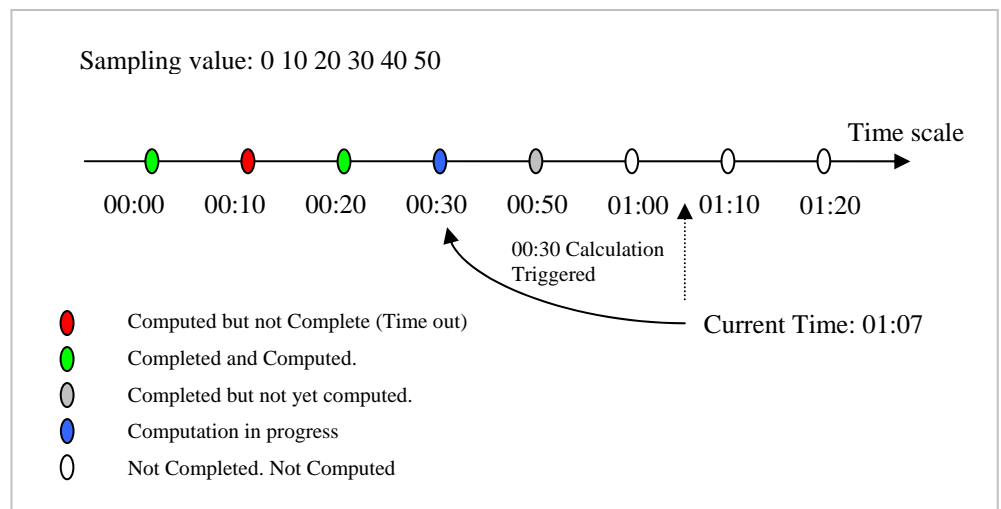 Sampling value: 0 10 20 30 40 50
Time scale
00:00 00:10 00:20 00:30 00:50 01:00 01:10 01:20
00:30 Calculation
Triggered
Current Time: 01:07
Computed but not Complete (Time out)
Completed and Computed.
Completed but not yet computed.
Computation in progress
Not Completed. Not Computed